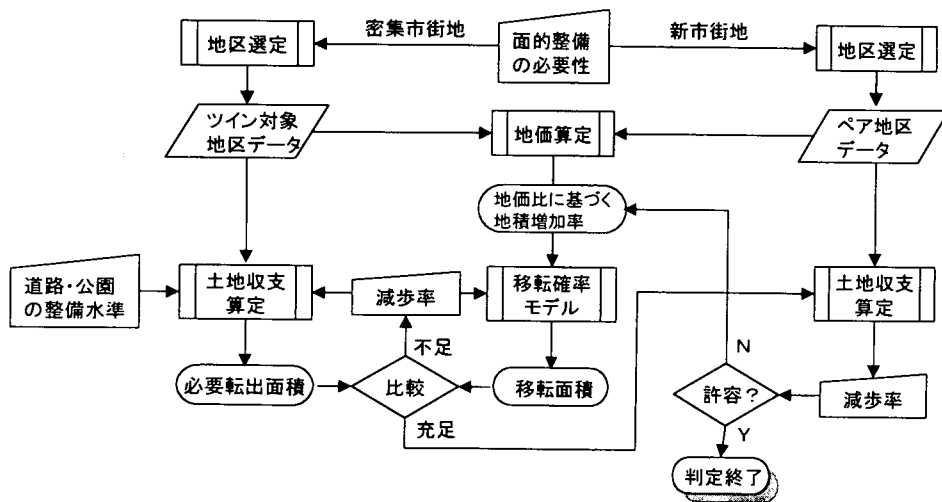 密集市街地
面的整備
の必要性
新市街地
地区選定
地区選定
ツイン対象
地区データ
地価算定
ペア地区
データ
地価比に基づく
地積増加率
道路・公園
の整備水準
土地収支
算定
減歩率
移転確率
モデル
土地収支
算定
不足
N
必要転出面積
比較
移転面積
許容？
減歩率
充足
Y
判定終了